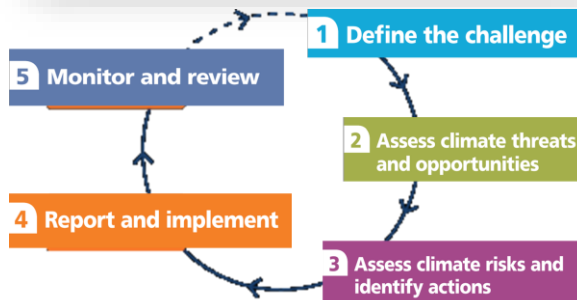 1 Define the challenge
2 Assess climate threats
and opportunities
3 Assess climate risks and
identify actions
4 Report and implement
5 Monitor and review